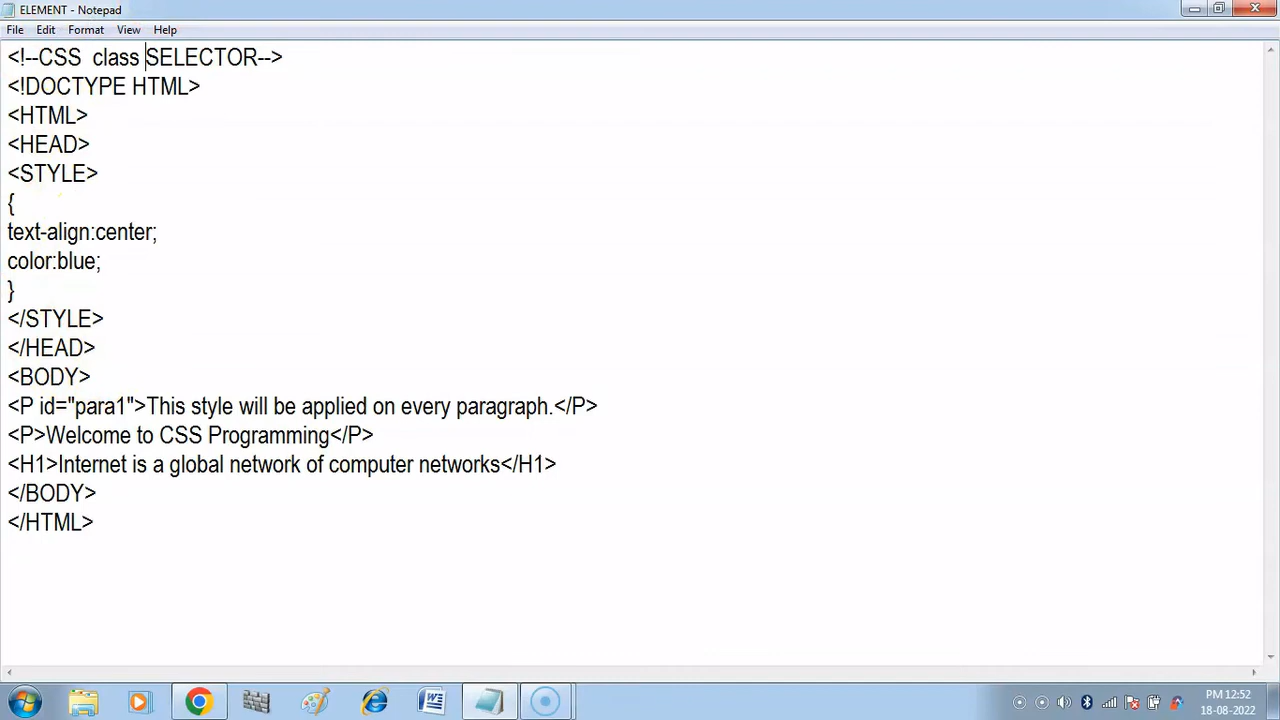 ELEMENT - Notepad
File Edit Format View Help
<!--CSS  class SELECTOR-->
<!DOCTYPE HTML>
<HTML>
<HEAD>
<STYLE>
{
text-align:center;
color:blue;
}
</STYLE>
</HEAD>
<BODY>
<P id="para1">This style will be applied on every paragraph.</P>
<P>Welcome to CSS Programming</P>
<H1>Internet is a global network of computer networks</H1>
</BODY>
</HTML>
PM 12:52
18-08-2022